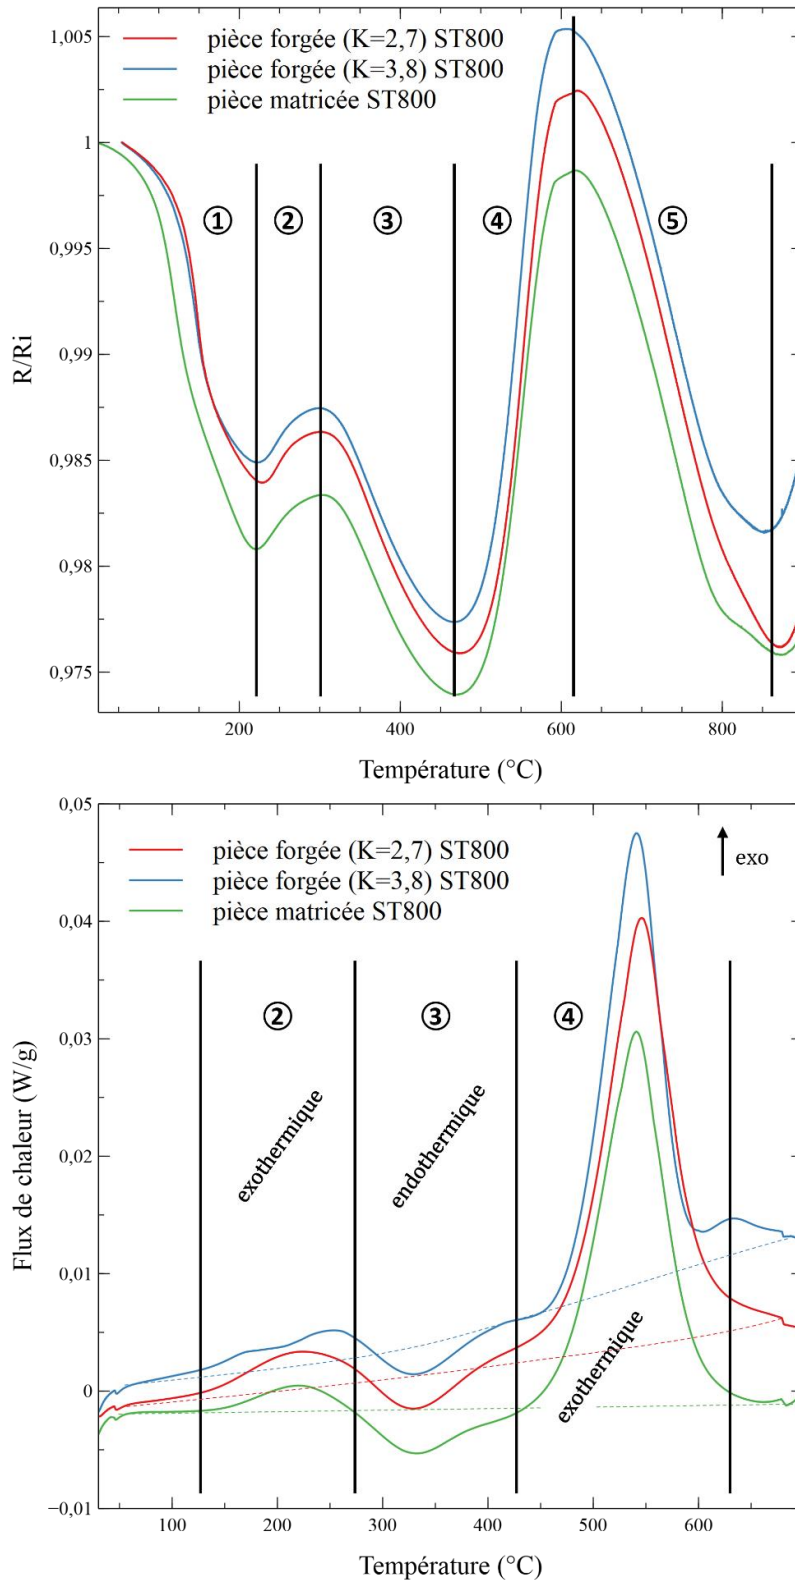 1,005
pièce forgée (K=2,7) ST800
pièce forgée (K=3,8) ST800
pièce matricée ST800
1
① ② ③ ④ ⑤
0,995
R/Ri
0,99
0,985
0,98
0,975
200 400 600 800
Température (°C)
0,05
pièce forgée (K=2,7) ST800
exo
pièce forgée (K=3,8) ST800
pièce matricée ST800
0,04
② ③ ④
0,03
Flux de chaleur (W/g)
exothermique
endothermique
0,02
0,01
exothermique
0
−0,01
100 200 300 400 500 600
Température (°C)